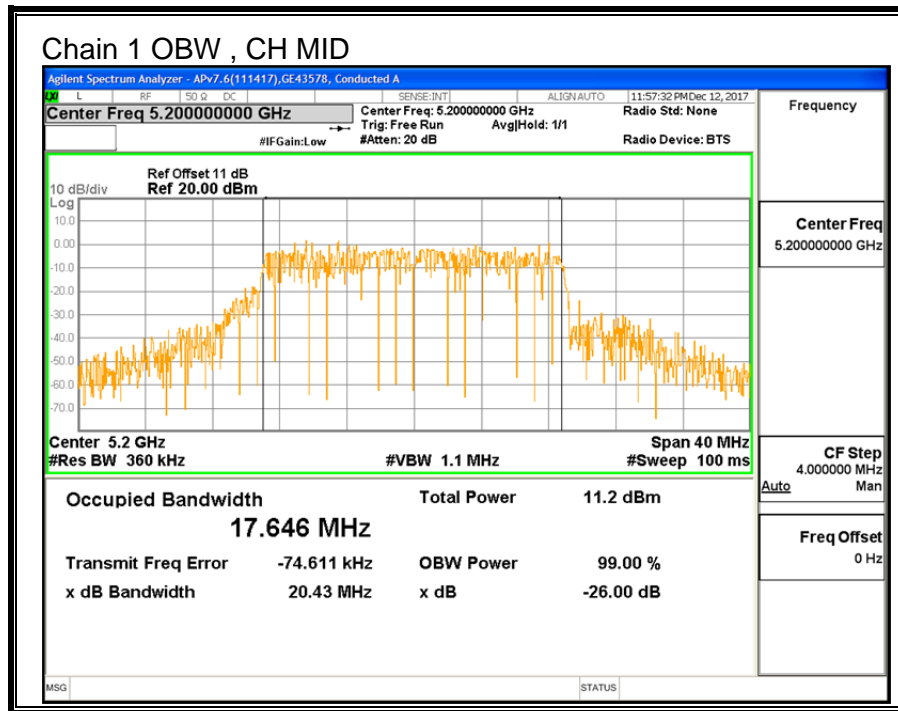 Chain 1 OBW , CH MID
Agilent Spectrum Analyzer - APv7.6(111417),GE43578, Conducted A
LXI L RF 50 Ω DC SENSE:INT ALIGN AUTO 11:57:32 PM Dec 12, 2017
Center Freq 5.200000000 GHz
Center Freq: 5.200000000 GHz
Radio Std: None
Trig: Free Run Avg|Hold: 1/1
#IFGain:Low #Atten: 20 dB Radio Device: BTS
Ref Offset 11 dB
10 dB/div Ref 20.00 dBm
Log
10.0
0.00
-10.0
-20.0
-30.0
-40.0
-50.0
-60.0
-70.0
Center 5.2 GHz Span 40 MHz
#Res BW 360 kHz #VBW 1.1 MHz #Sweep 100 ms
Occupied Bandwidth Total Power 11.2 dBm
17.646 MHz
Transmit Freq Error -74.611 kHz OBW Power 99.00 %
x dB Bandwidth 20.43 MHz x dB -26.00 dB
MSG STATUS
Frequency
Center Freq
5.200000000 GHz
CF Step
4.000000 MHz
Auto Man
Freq Offset
0 Hz